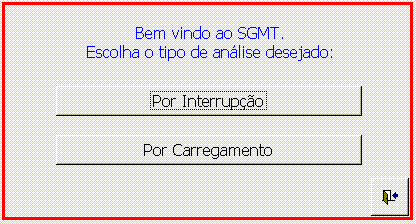 Bem vindo ao SGMT.
Escolha o tipo de análise desejado:
Por Interrupção
Por Carregamento